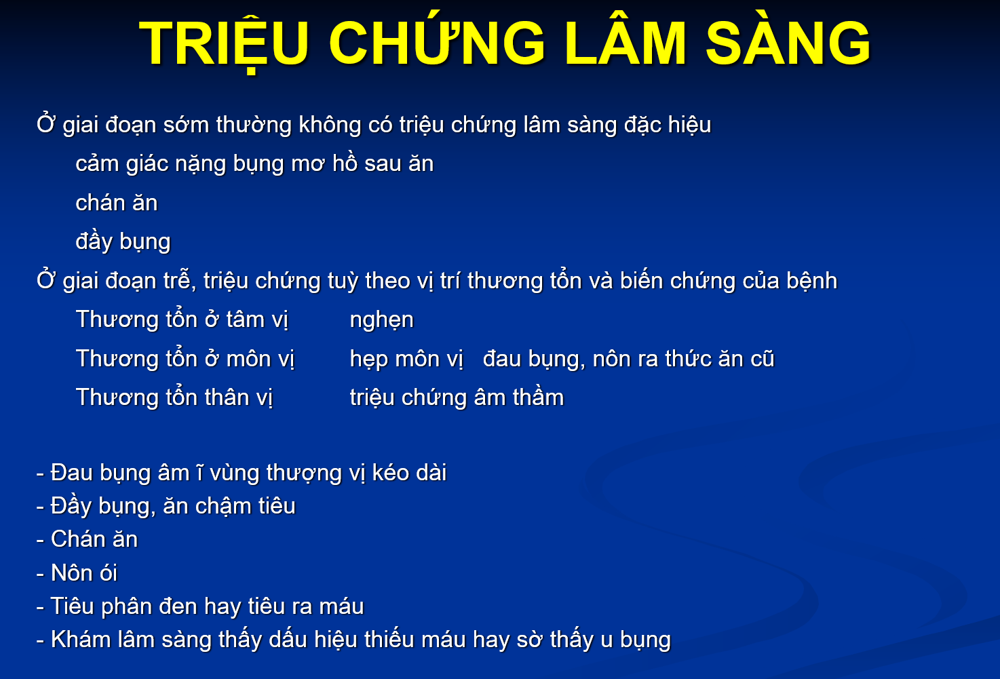 TRIỆU CHỨNG LÂM SÀNG
Ở giai đoạn sớm thường không có triệu chứng lâm sàng đặc hiệu
cảm giác nặng bụng mơ hồ sau ăn
chán ăn
đầy bụng
Ở giai đoạn trễ, triệu chứng tuỳ theo vị trí thương tổn và biến chứng của bệnh
Thương tổn ở tâm vị nghẹn
Thương tổn ở môn vị hẹp môn vị đau bụng, nôn ra thức ăn cũ
Thương tổn thân vị triệu chứng âm thầm
- Đau bụng âm ĩ vùng thượng vị kéo dài
- Đầy bụng, ăn chậm tiêu
- Chán ăn
- Nôn ói
- Tiêu phân đen hay tiêu ra máu
- Khám lâm sàng thấy dấu hiệu thiếu máu hay sờ thấy u bụng